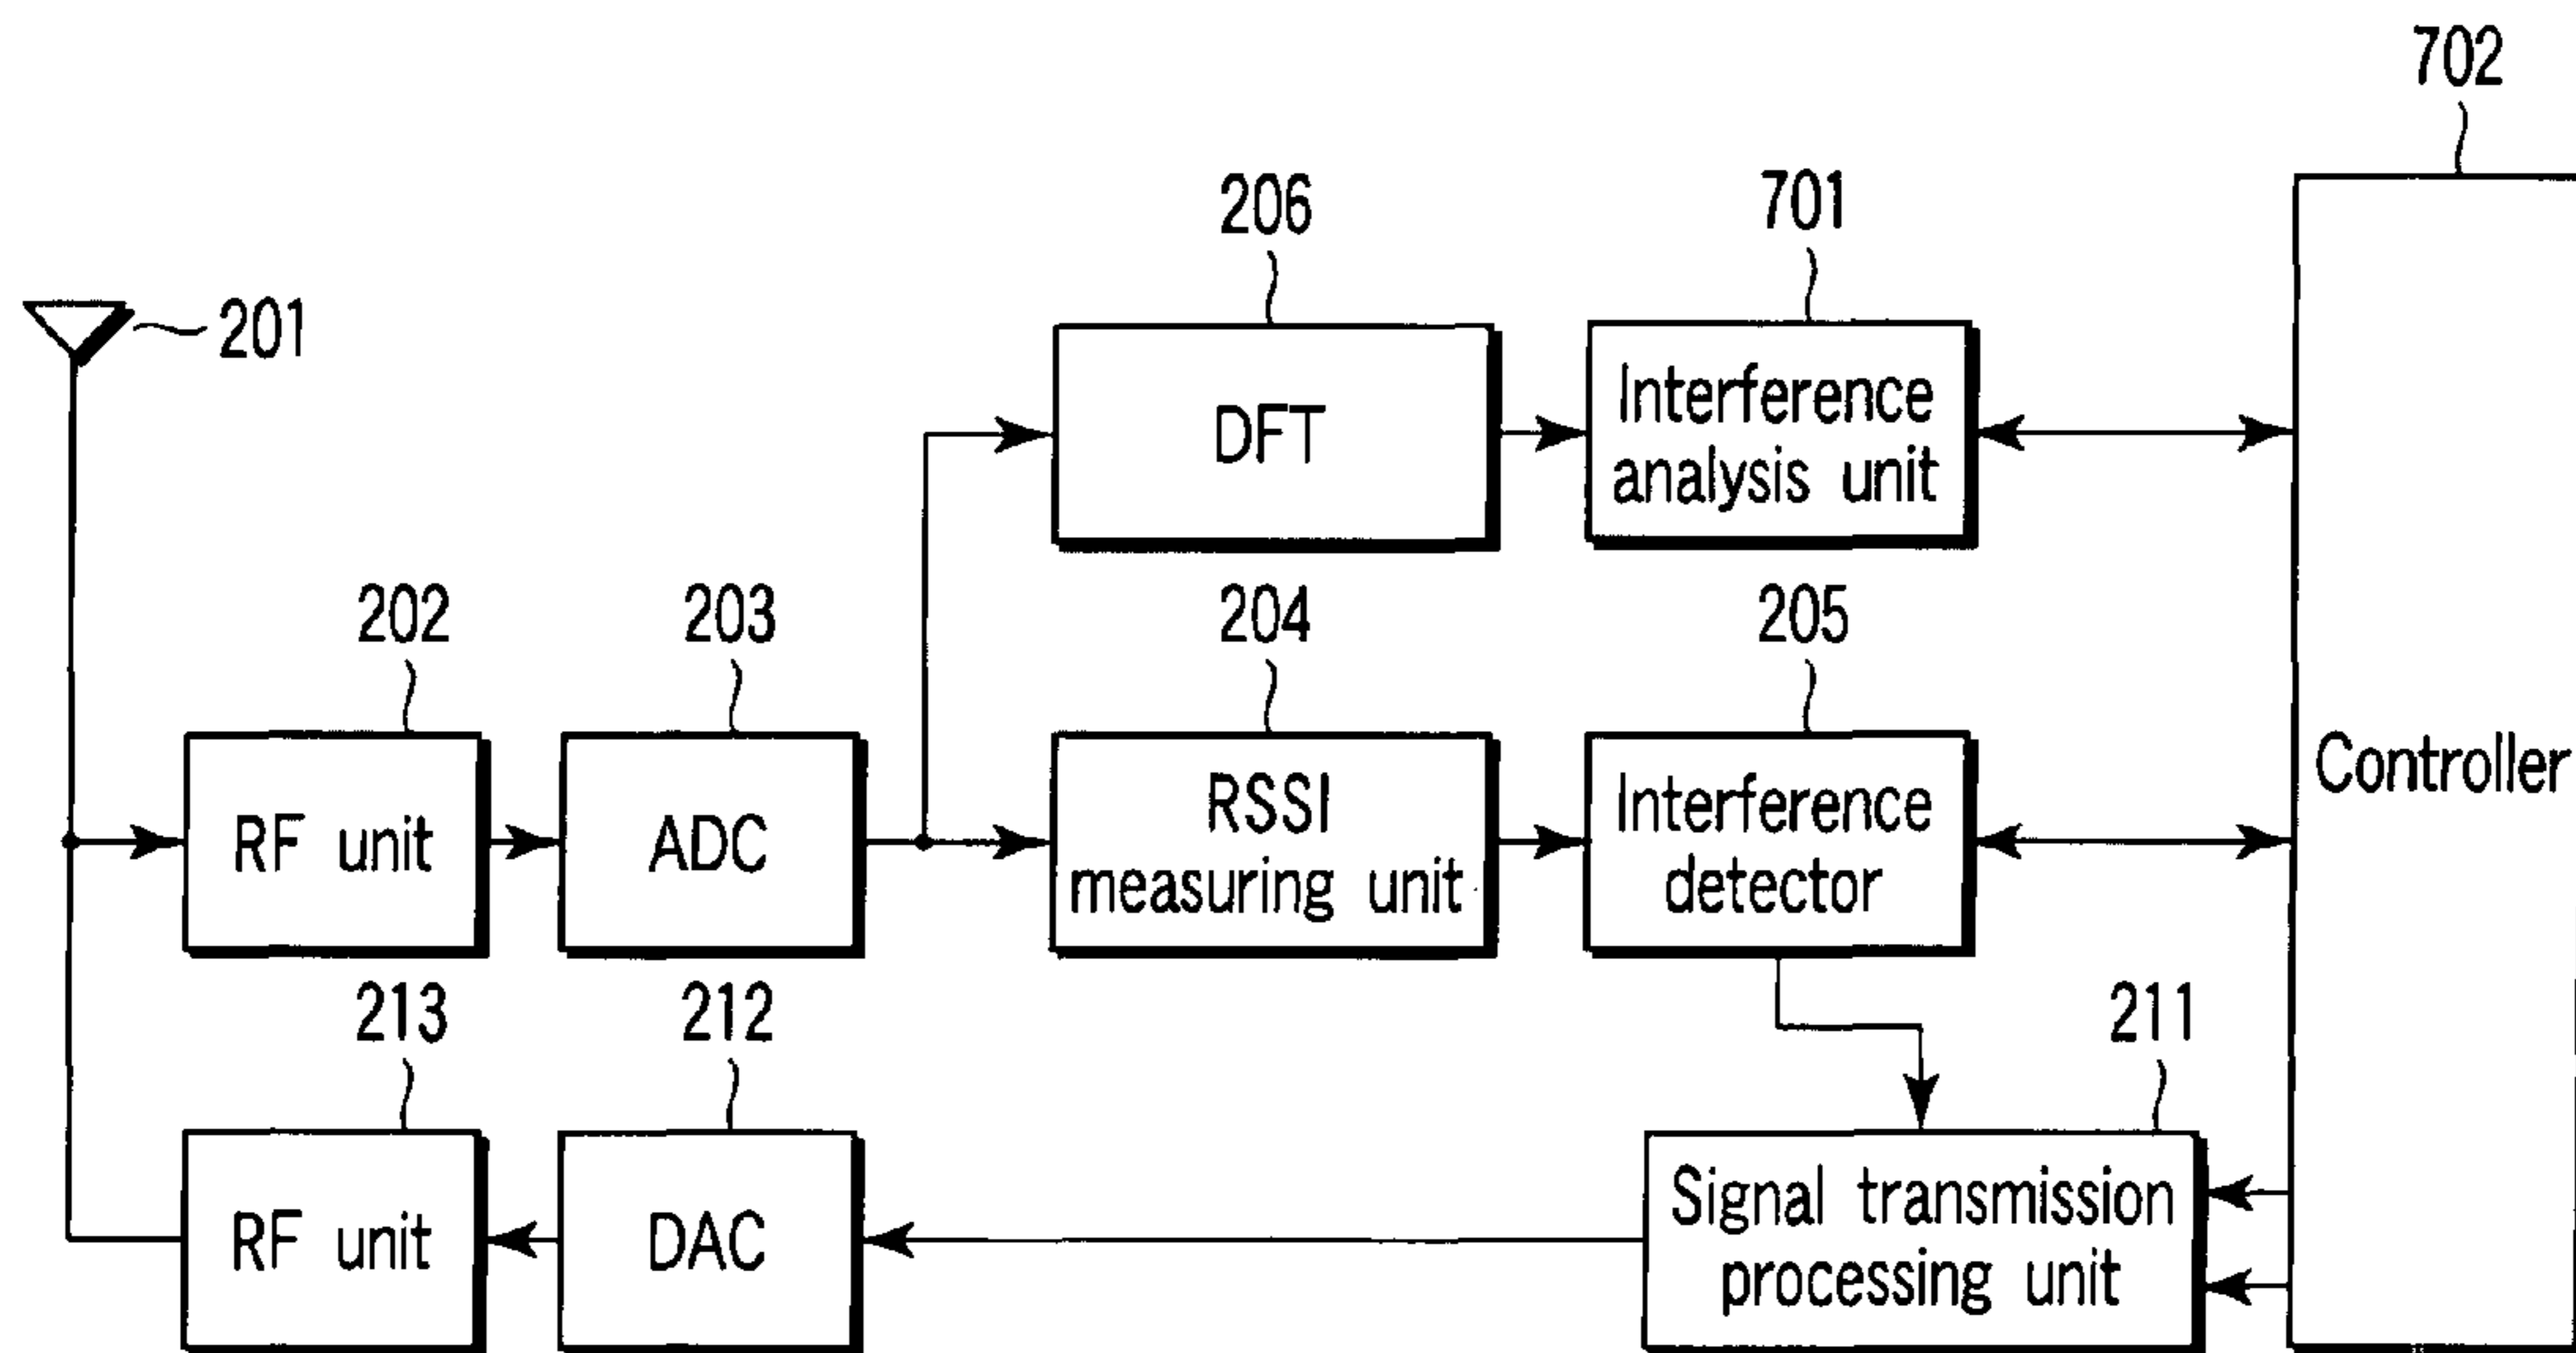 702
206
701
201
DFT
Interference
analysis unit
202
203
204
205
RF unit
ADC
RSSI
measuring unit
Interference
detector
Controller
213
212
211
RF unit
DAC
Signal transmission
processing unit